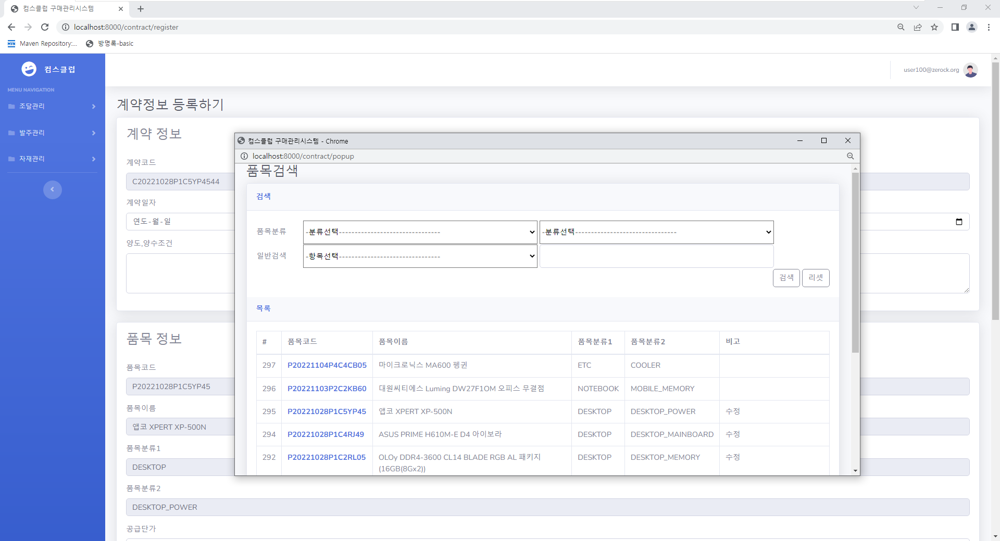 컴스클럽 구매관리시스템
localhost:8000/contract/register
Maven Repository:...
방명록-basic
컴스클럽
user100@zerock.org
MENU NAVIGATION
조달관리
발주관리
자재관리
계약정보 등록하기
계약 정보
계약코드
C20221028P1C5YP4544
계약일자
연도-월-일
양도,양수조건
품목 정보
품목코드
P20221028P1C5YP45
품목이름
앱코 XPERT XP-500N
품목분류1
DESKTOP
품목분류2
DESKTOP_POWER
공급단가
컴스클럽 구매관리시스템 - Chrome
localhost:8000/contract/popup
품목검색
검색
품목분류 -분류선택-------------------------------- -분류선택--------------------------------
일반검색 -항목선택--------------------------------
검색 리셋
목록
# 품목코드 품목이름 품목분류1 품목분류2 비고
297 P20221104P4C4CB05 마이크로닉스 MA600 펭귄 ETC COOLER
296 P20221103P2C2KB60 대원씨티에스 Luming DW27F1OM 오피스 무결점 NOTEBOOK MOBILE_MEMORY
295 P20221028P1C5YP45 앱코 XPERT XP-500N DESKTOP DESKTOP_POWER 수정
294 P20221028P1C4RJ49 ASUS PRIME H610M-E D4 아이보라 DESKTOP DESKTOP_MAINBOARD 수정
292 P20221028P1C2RL05 OLOy DDR4-3600 CL14 BLADE RGB AL 패키지 DESKTOP DESKTOP_MEMORY 수정
(16GB(8Gx2))